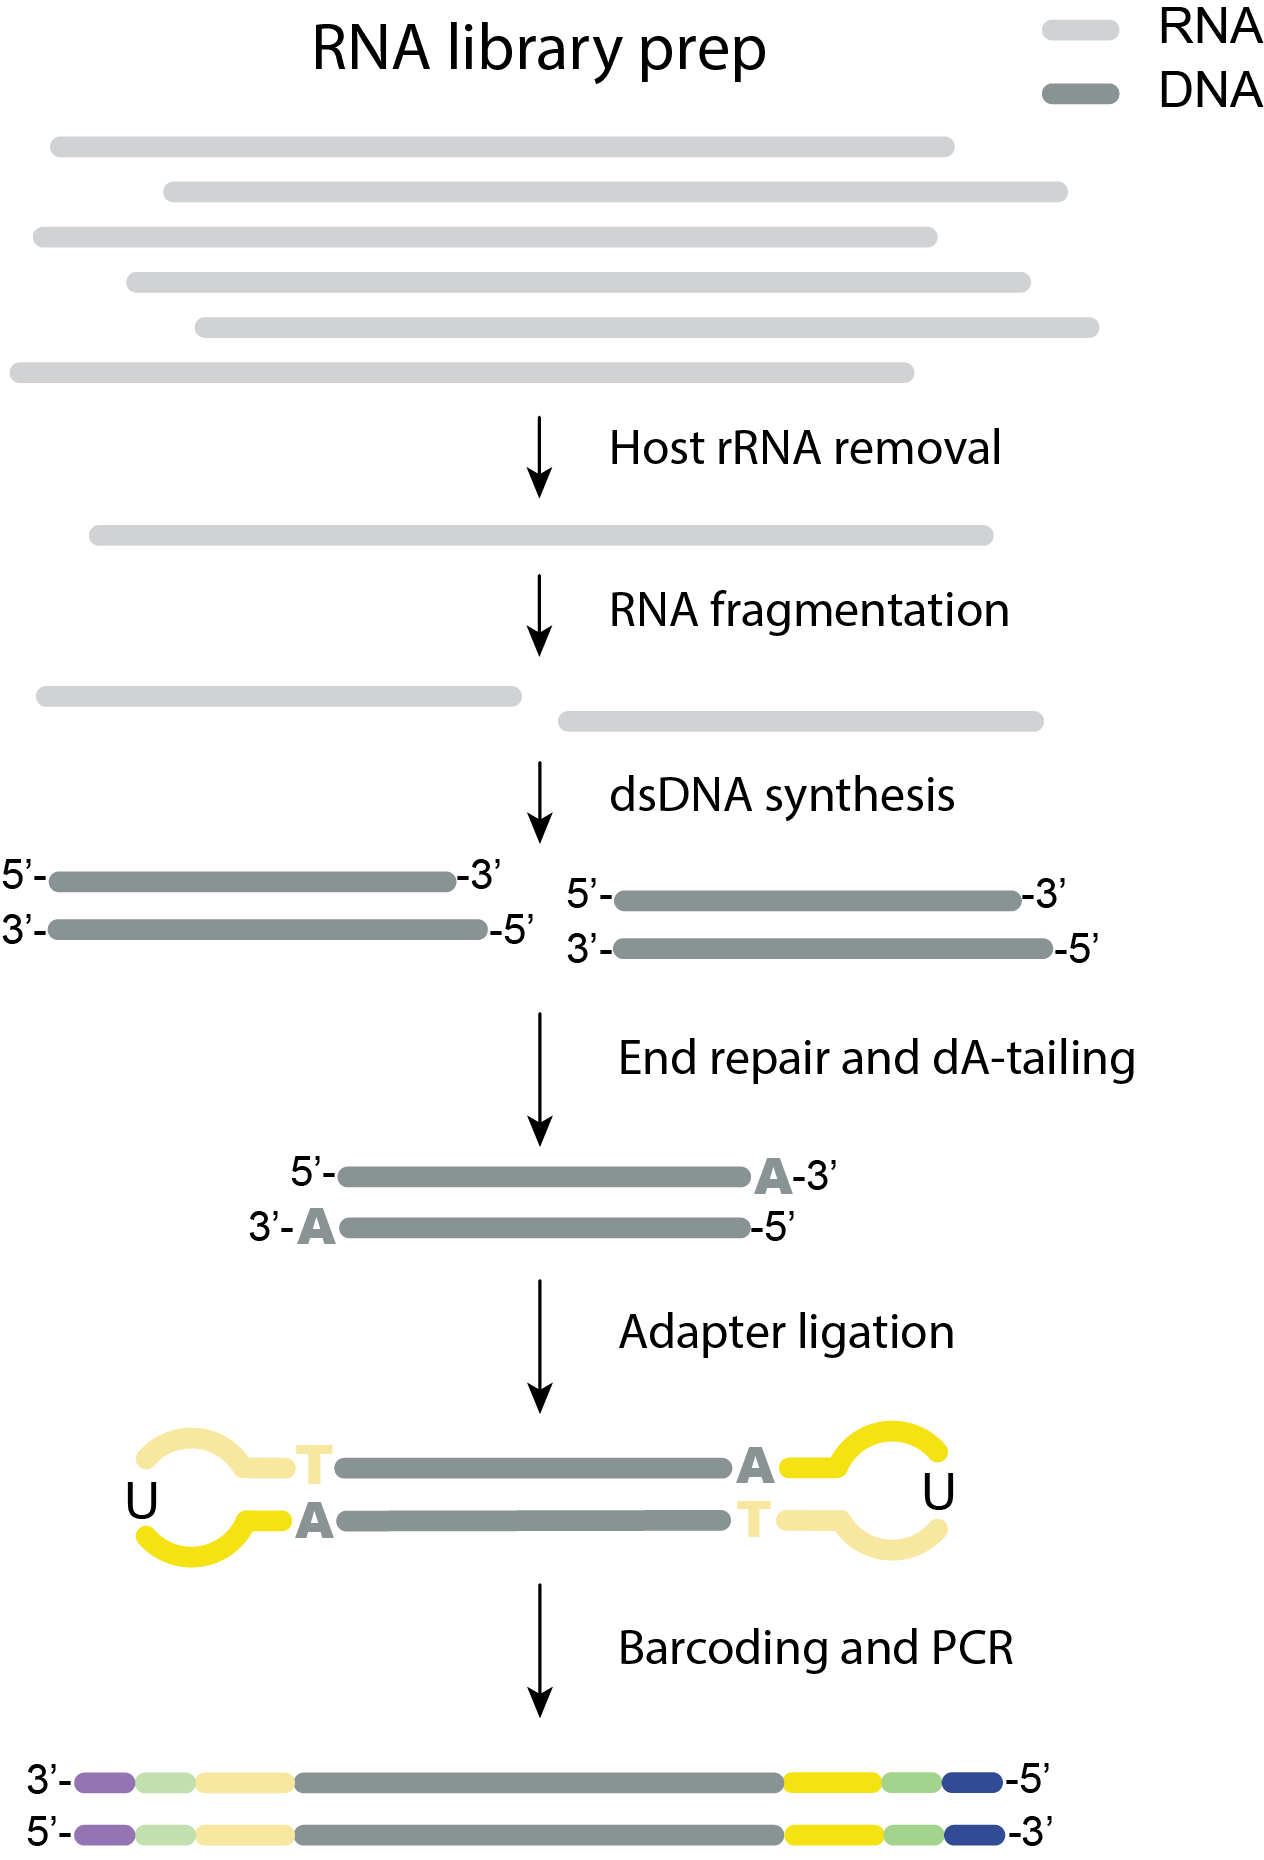 RNA library prep
RNA
DNA
Host rRNA removal
RNA fragmentation
dsDNA synthesis
5’- -3’
3’- -5’
5’- -3’
3’- -5’
End repair and dA-tailing
5’- A-3’
3’-A -5’
Adapter ligation
T A
U U
A T
Barcoding and PCR
3’- -5’
5’- -3’